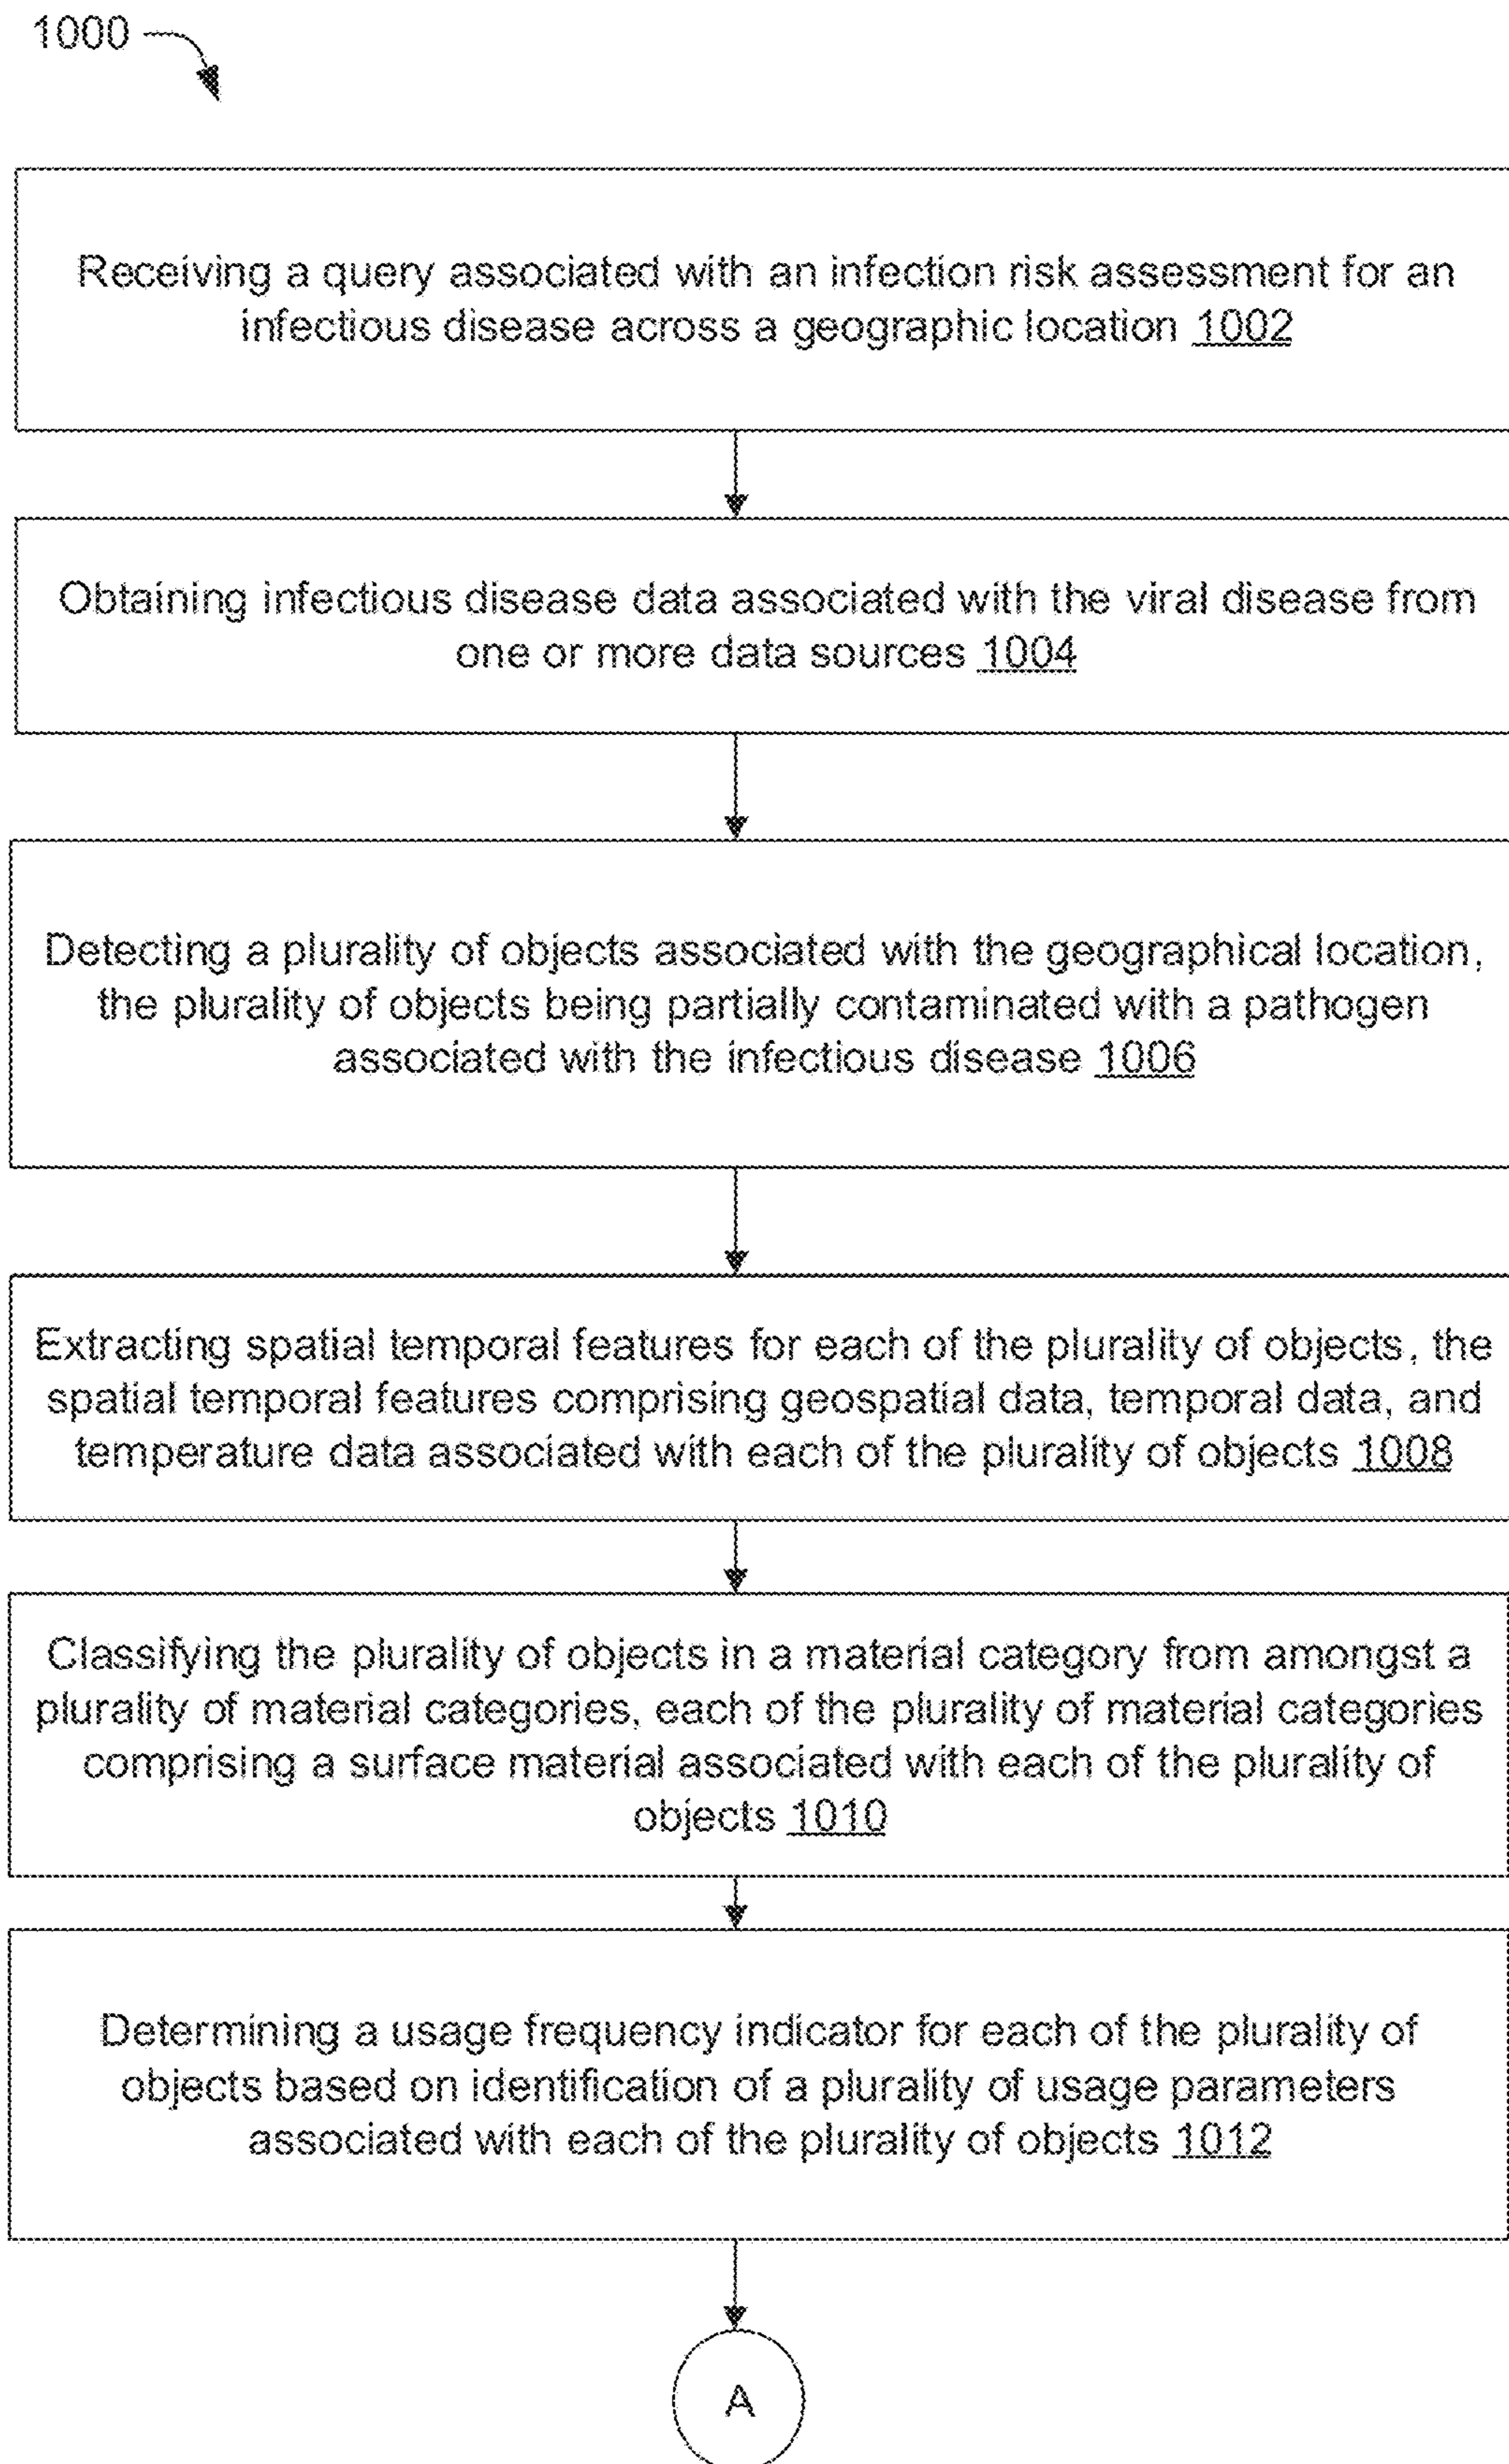 1000
Receiving a query associated with an infection risk assessment for an
infectious disease across a geographic location 1002
Obtaining infectious disease data associated with the viral disease from
one or more data sources 1004
Detecting a plurality of objects associated with the geographical location,
the plurality of objects being partially contaminated with a pathogen
associated with the infectious disease 1006
Extracting spatial temporal features for each of the plurality of objects, the
spatial temporal features comprising geospatial data, temporal data, and
temperature data associated with each of the plurality of objects 1008
Classifying the plurality of objects in a material category from amongst a
plurality of material categories, each of the plurality of material categories
comprising a surface material associated with each of the plurality of
objects 1010
Determining a usage frequency indicator for each of the plurality of
objects based on identification of a plurality of usage parameters
associated with each of the plurality of objects 1012
A